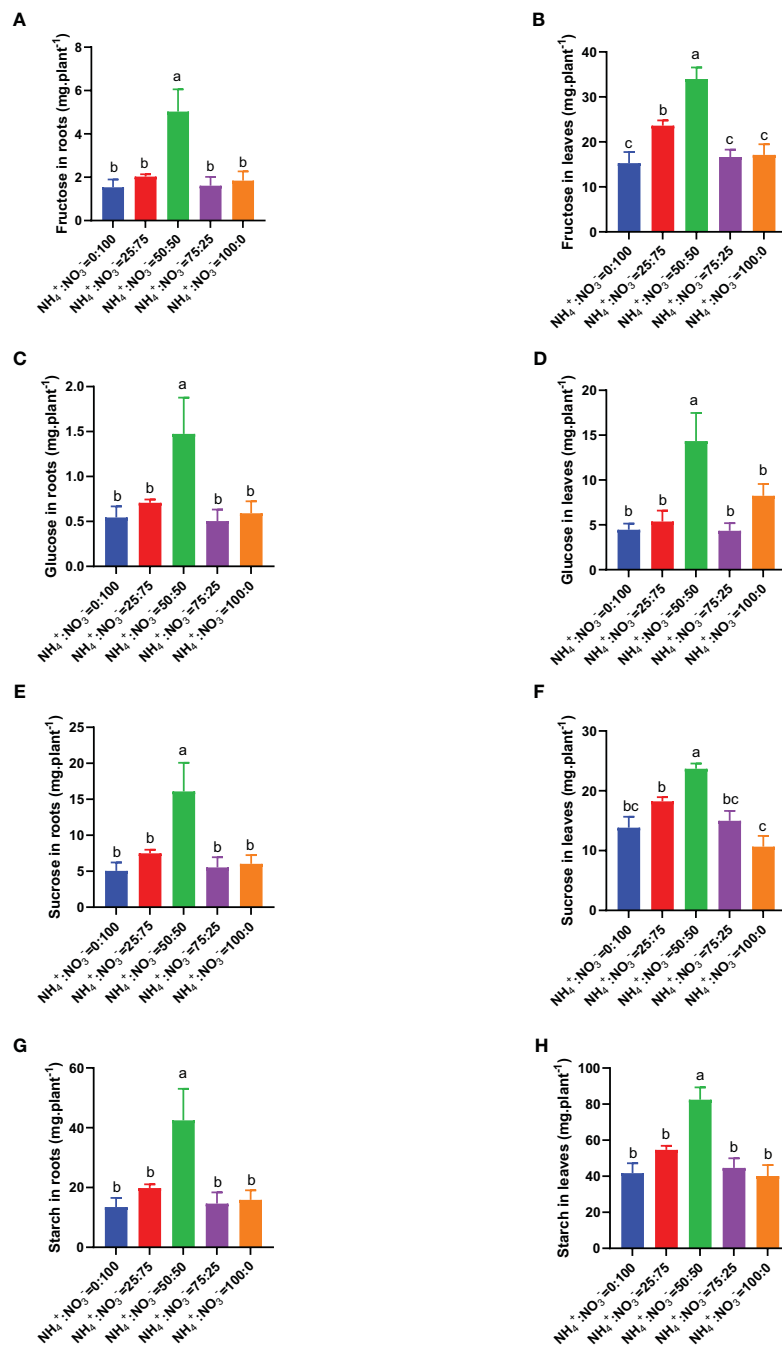 A
Fructose in roots (mg.plant⁻¹)
8
6
4
2
0
b
b
a
b
b
NH₄⁺:NO₃⁻=0:100
NH₄⁺:NO₃⁻=25:75
NH₄⁺:NO₃⁻=50:50
NH₄⁺:NO₃⁻=75:25
NH₄⁺:NO₃⁻=100:0
B
Fructose in leaves (mg.plant⁻¹)
40
30
20
10
0
c
b
a
c
c
NH₄⁺:NO₃⁻=0:100
NH₄⁺:NO₃⁻=25:75
NH₄⁺:NO₃⁻=50:50
NH₄⁺:NO₃⁻=75:25
NH₄⁺:NO₃⁻=100:0
C
Glucose in roots (mg.plant⁻¹)
2.0
1.5
1.0
0.5
0.0
b
b
a
b
b
NH₄⁺:NO₃⁻=0:100
NH₄⁺:NO₃⁻=25:75
NH₄⁺:NO₃⁻=50:50
NH₄⁺:NO₃⁻=75:25
NH₄⁺:NO₃⁻=100:0
D
Glucose in leaves (mg.plant⁻¹)
20
15
10
5
0
b
b
a
b
b
NH₄⁺:NO₃⁻=0:100
NH₄⁺:NO₃⁻=25:75
NH₄⁺:NO₃⁻=50:50
NH₄⁺:NO₃⁻=75:25
NH₄⁺:NO₃⁻=100:0
E
Sucrose in roots (mg.plant⁻¹)
25
20
15
10
5
0
b
b
a
b
b
NH₄⁺:NO₃⁻=0:100
NH₄⁺:NO₃⁻=25:75
NH₄⁺:NO₃⁻=50:50
NH₄⁺:NO₃⁻=75:25
NH₄⁺:NO₃⁻=100:0
F
Sucrose in leaves (mg.plant⁻¹)
30
20
10
0
bc
b
a
bc
c
NH₄⁺:NO₃⁻=0:100
NH₄⁺:NO₃⁻=25:75
NH₄⁺:NO₃⁻=50:50
NH₄⁺:NO₃⁻=75:25
NH₄⁺:NO₃⁻=100:0
G
Starch in roots (mg.plant⁻¹)
60
40
20
0
b
b
a
b
b
NH₄⁺:NO₃⁻=0:100
NH₄⁺:NO₃⁻=25:75
NH₄⁺:NO₃⁻=50:50
NH₄⁺:NO₃⁻=75:25
NH₄⁺:NO₃⁻=100:0
H
Starch in leaves (mg.plant⁻¹)
100
80
60
40
20
0
b
b
a
b
b
NH₄⁺:NO₃⁻=0:100
NH₄⁺:NO₃⁻=25:75
NH₄⁺:NO₃⁻=50:50
NH₄⁺:NO₃⁻=75:25
NH₄⁺:NO₃⁻=100:0